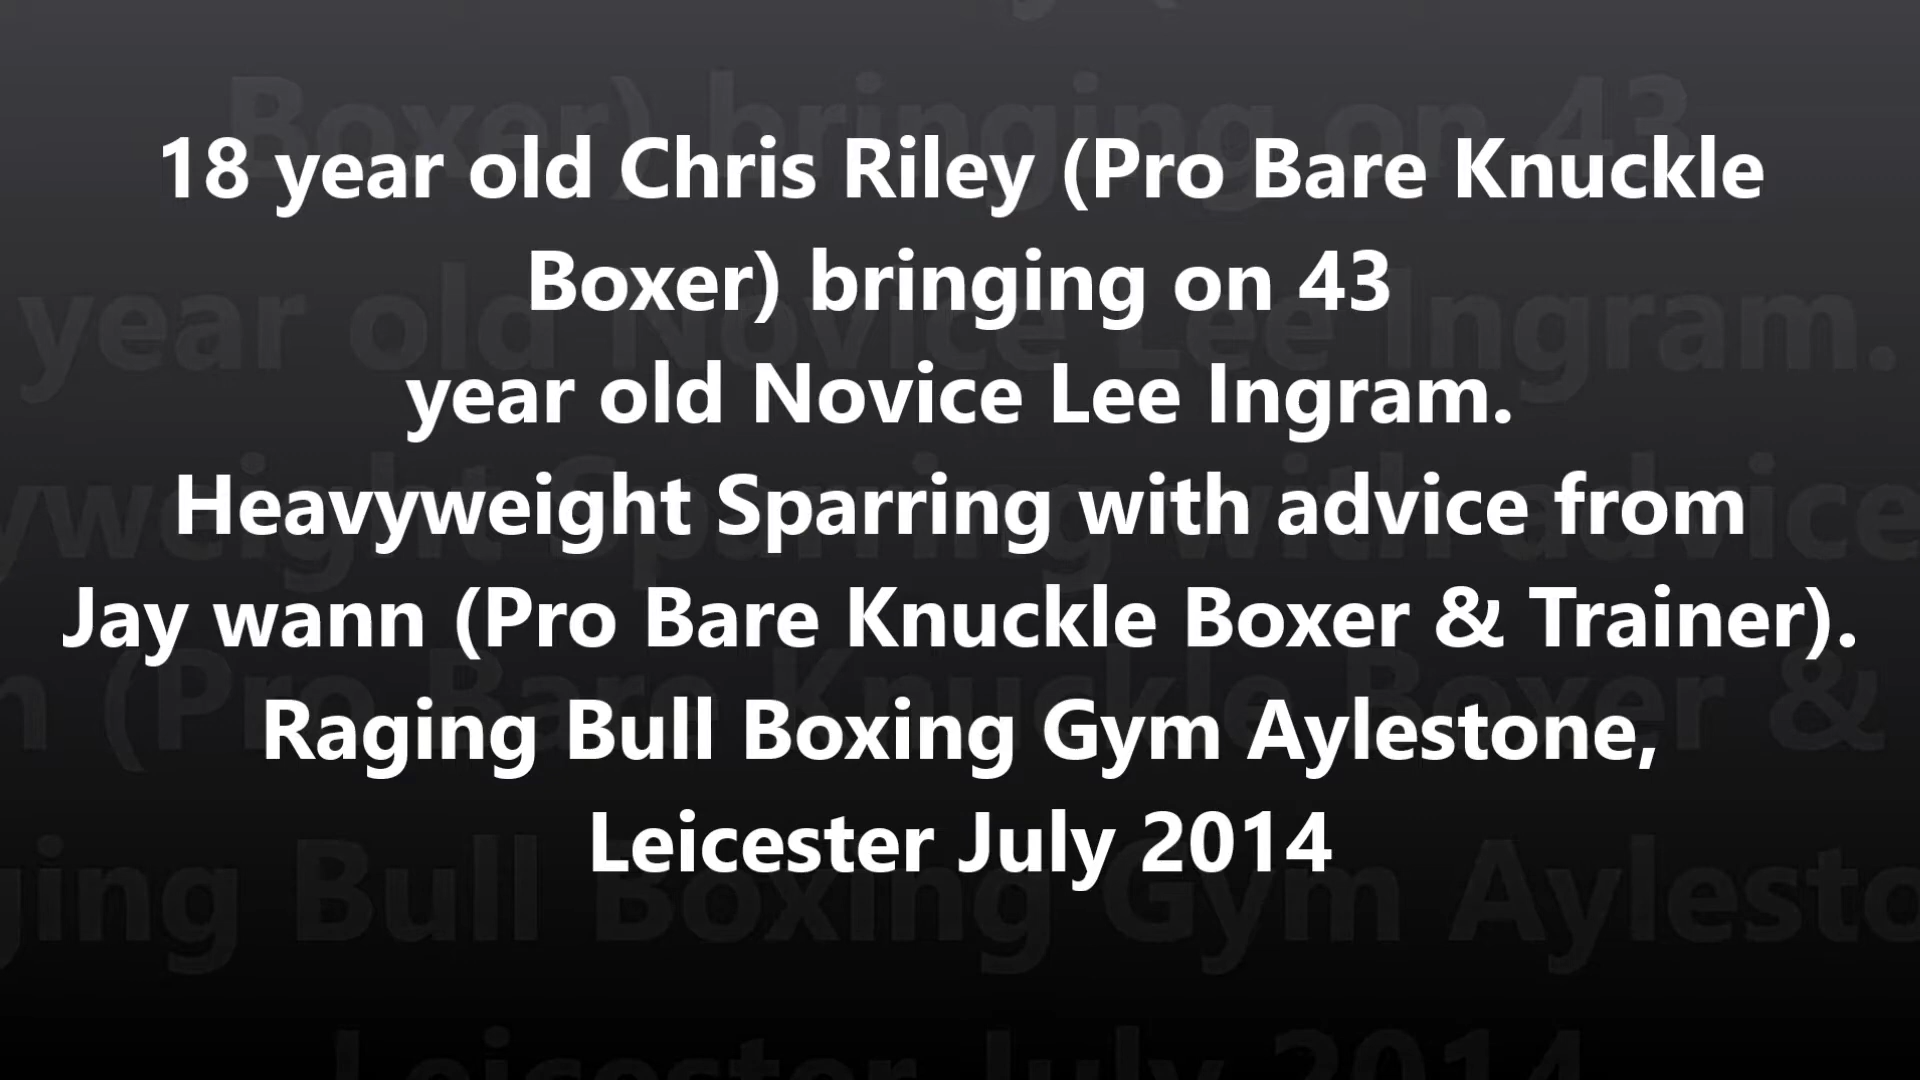 18 year old Chris Riley (Pro Bare Knuckle
Boxer) bringing on 43
year old Novice Lee Ingram.
Heavyweight Sparring with advice from
Jay wann (Pro Bare Knuckle Boxer & Trainer).
Raging Bull Boxing Gym Aylestone,
Leicester July 2014